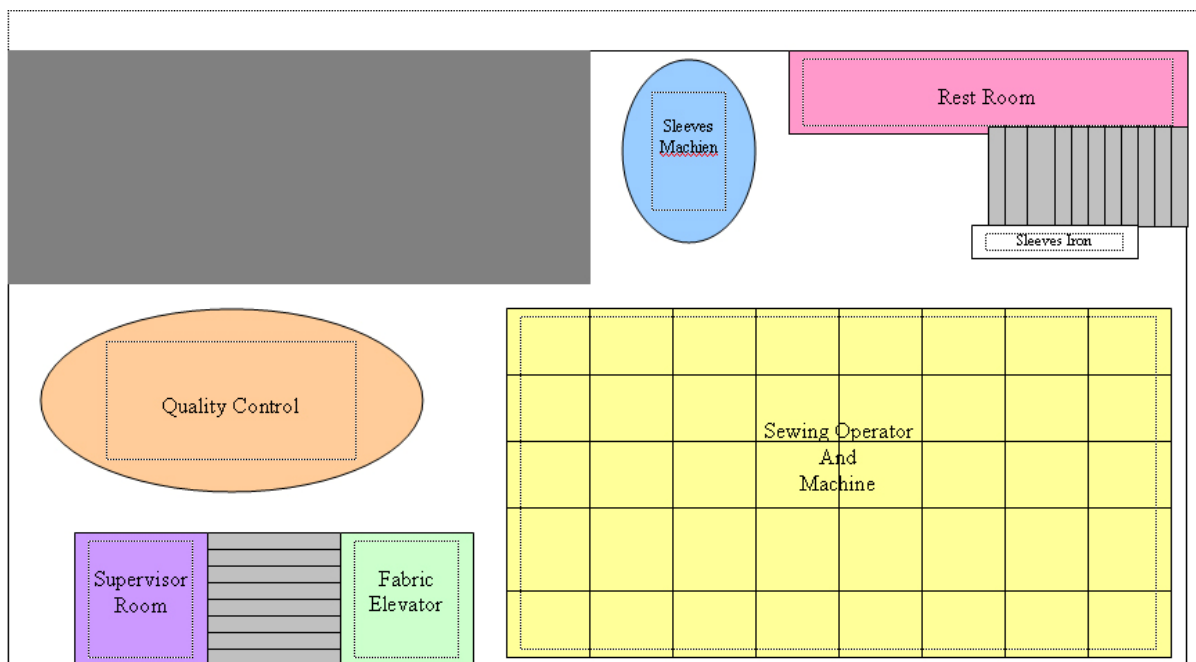 Rest Room
Sleeves
Machien
Sleeves Iron
Quality Control
Sewing Operator
And
Machine
Supervisor
Room
Fabric
Elevator